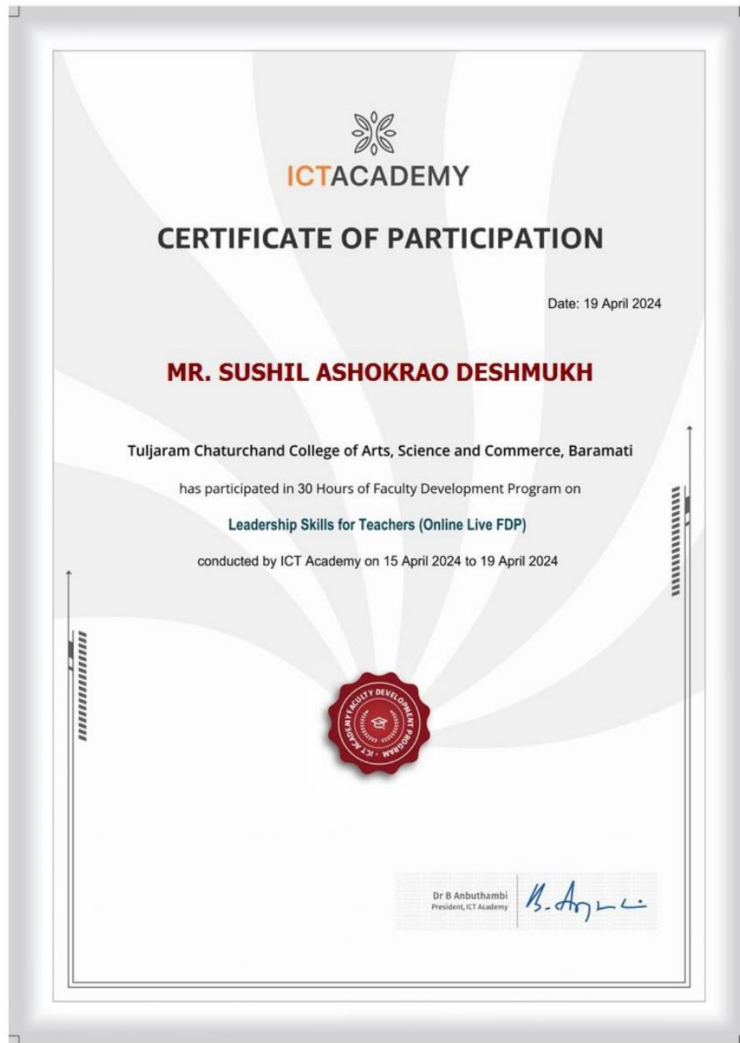 ICTACADEMY
CERTIFICATE OF PARTICIPATION
Date: 19 April 2024
MR. SUSHIL ASHOKRAO DESHMUKH
Tuljaram Chaturchand College of Arts, Science and Commerce, Baramati
has participated in 30 Hours of Faculty Development Program on
Leadership Skills for Teachers (Online Live FDP)
conducted by ICT Academy on 15 April 2024 to 19 April 2024
FACULTY DEVELOPMENT PROGRAM · ICT ACADEMY
Dr B Anbuthambi
President, ICT Academy